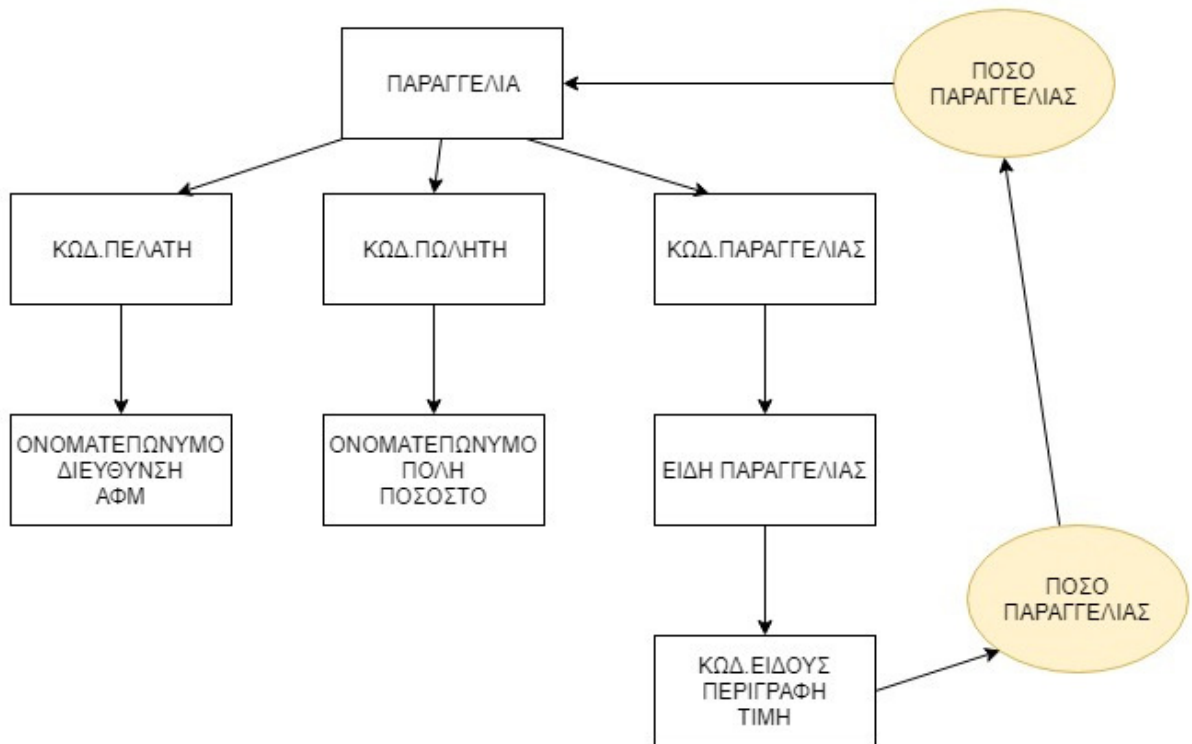 ΠΑΡΑΓΓΕΛΙΑ
ΠΟΣΟ
ΠΑΡΑΓΓΕΛΙΑΣ
ΚΩΔ.ΠΕΛΑΤΗ
ΚΩΔ.ΠΩΛΗΤΗ
ΚΩΔ.ΠΑΡΑΓΓΕΛΙΑΣ
ΟΝΟΜΑΤΕΠΩΝΥΜΟ
ΔΙΕΥΘΥΝΣΗ
ΑΦΜ
ΟΝΟΜΑΤΕΠΩΝΥΜΟ
ΠΟΛΗ
ΠΟΣΟΣΤΟ
ΕΙΔΗ ΠΑΡΑΓΓΕΛΙΑΣ
ΠΟΣΟ
ΠΑΡΑΓΓΕΛΙΑΣ
ΚΩΔ.ΕΙΔΟΥΣ
ΠΕΡΙΓΡΑΦΗ
ΤΙΜΗ